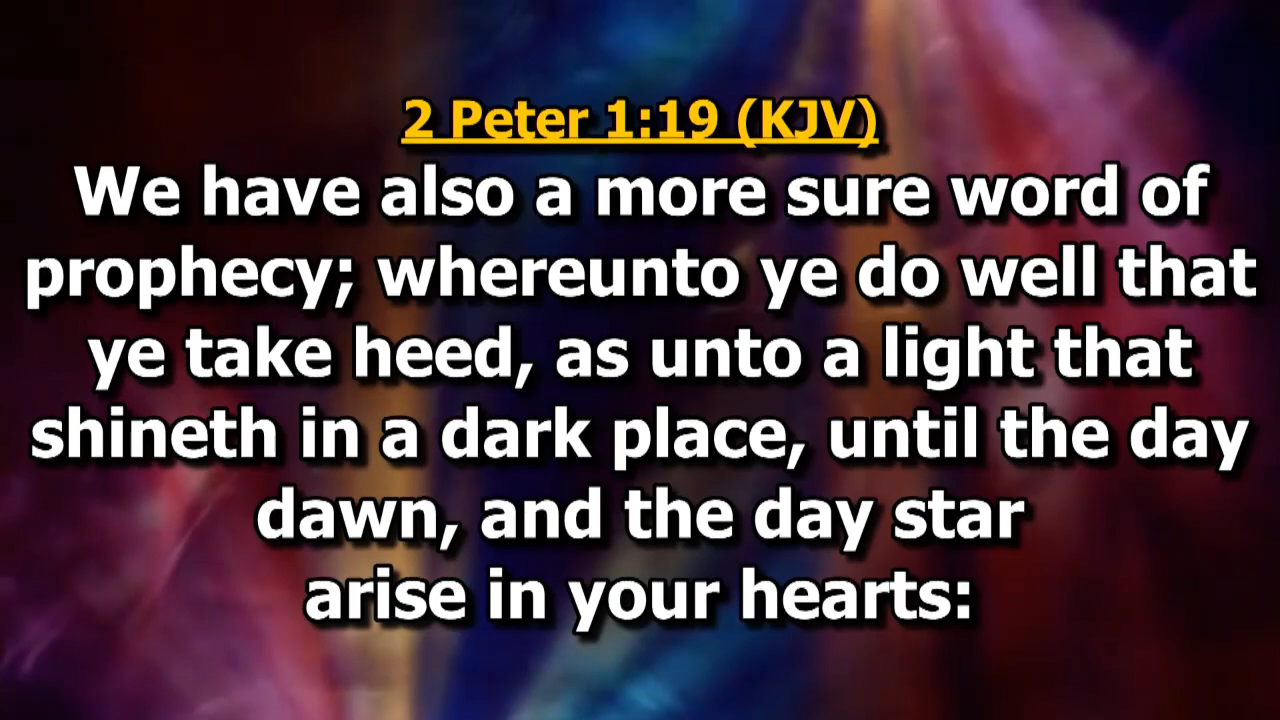 2 Peter 1:19 (KJV)
We have also a more sure word of
prophecy; whereunto ye do well that
ye take heed, as unto a light that
shineth in a dark place, until the day
dawn, and the day star
arise in your hearts: